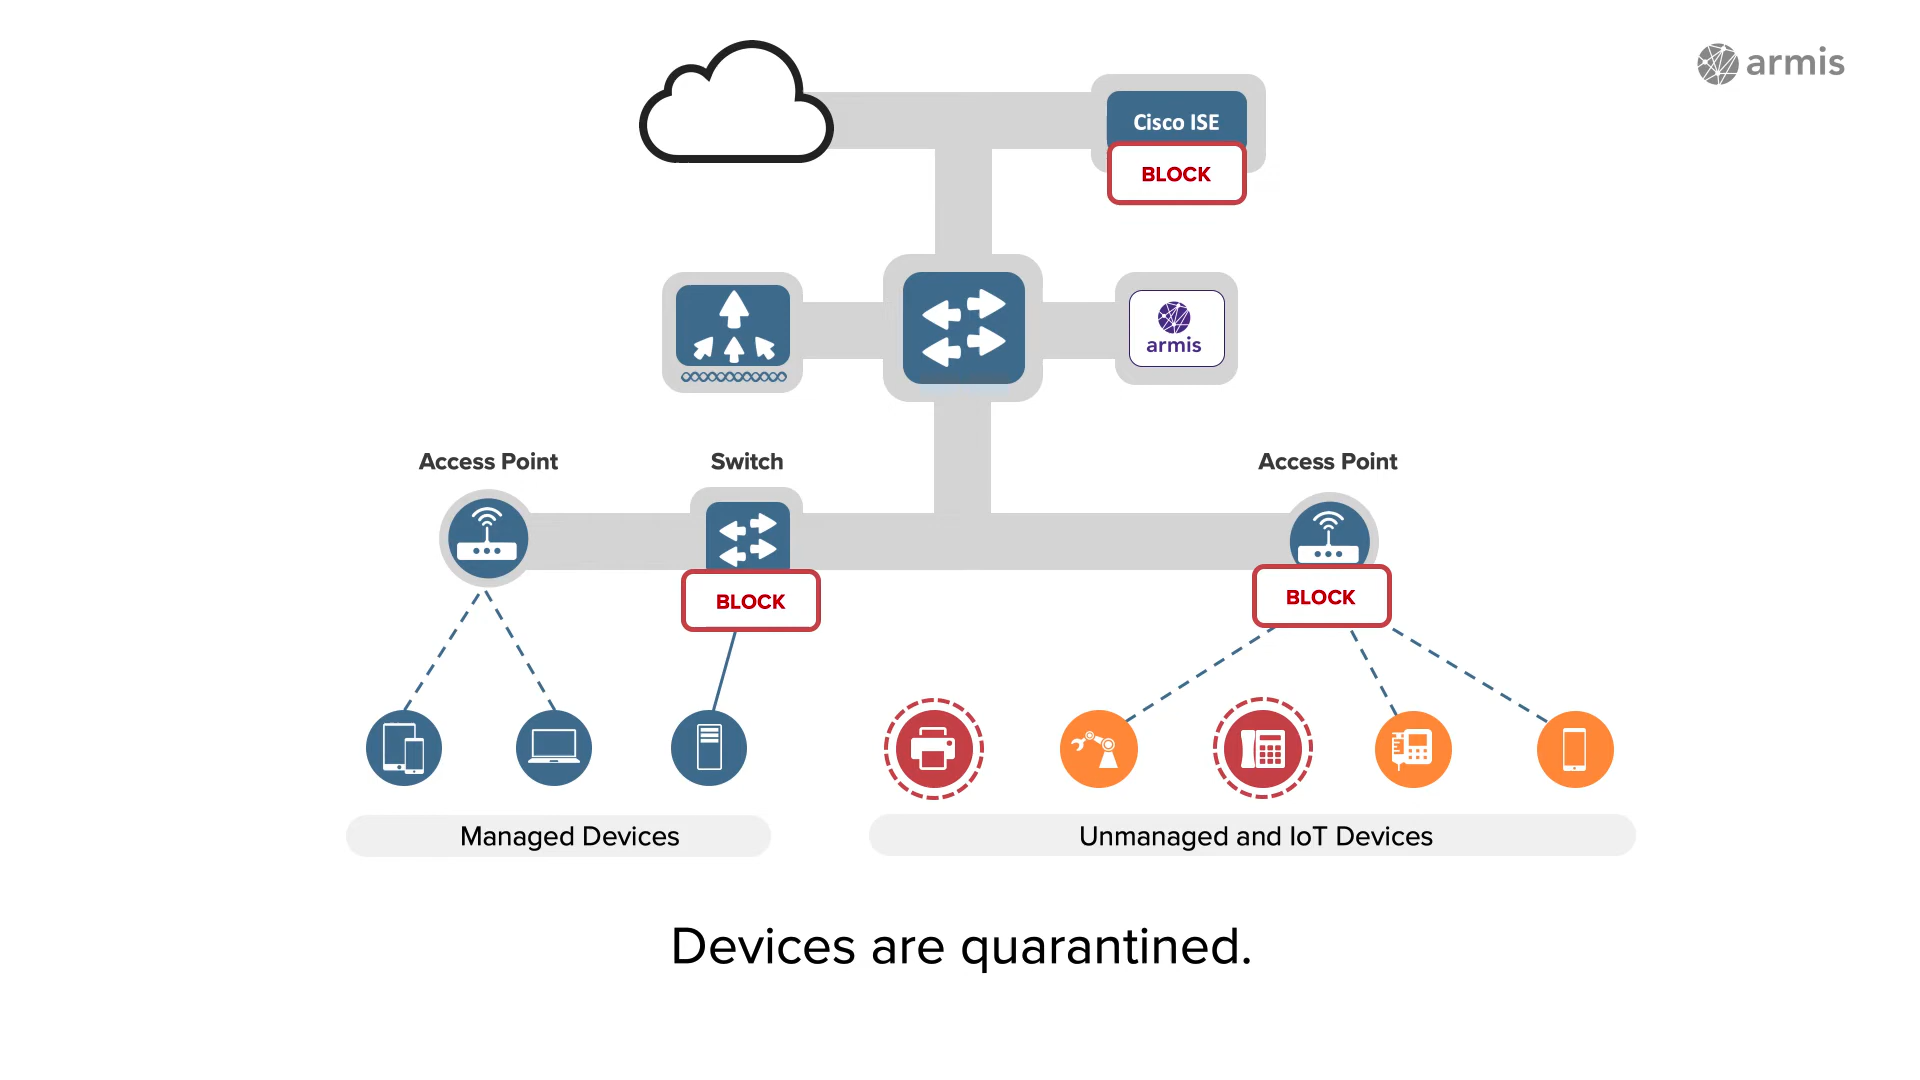 armis
Cisco ISE
BLOCK
armis
Access Point
Switch
Access Point
BLOCK
BLOCK
Managed Devices
Unmanaged and IoT Devices
Devices are quarantined.